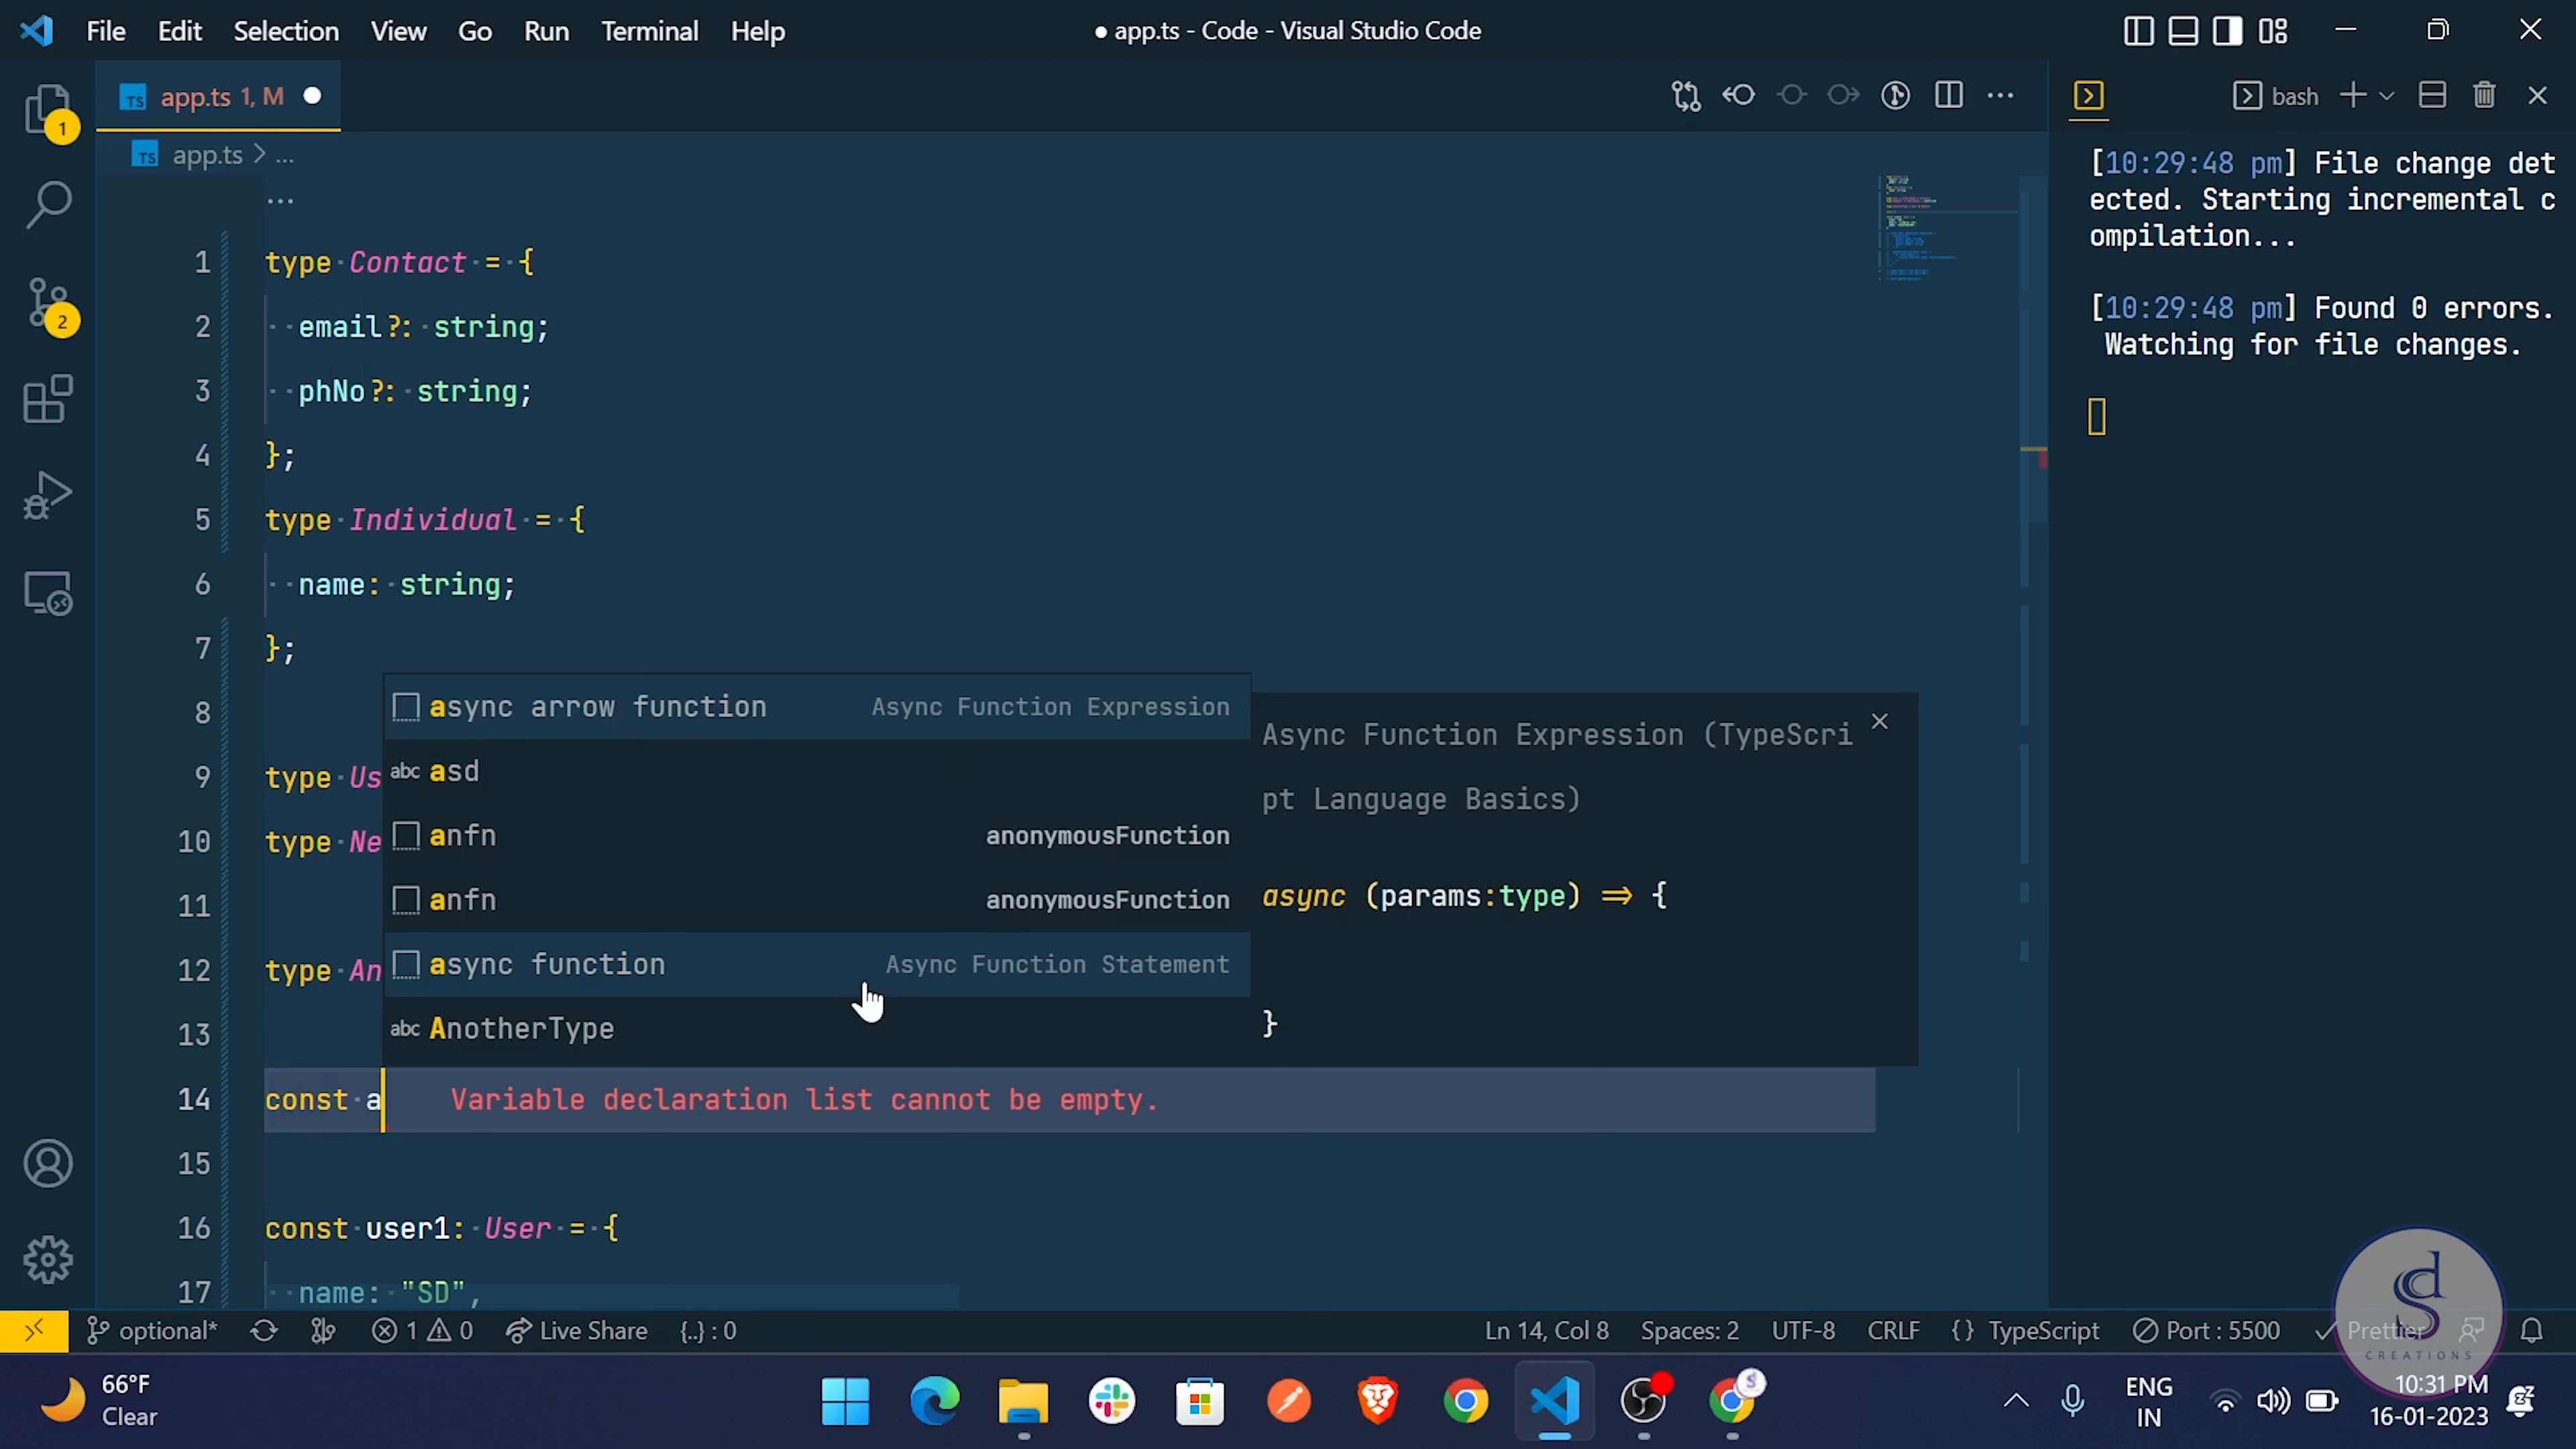 File Edit Selection View Go Run Terminal Help
● app.ts - Code - Visual Studio Code
1
TS app.ts 1, M
bash
TS app.ts > ...
...
1 type Contact = {
2 email?: string;
3 phNo?: string;
4 };
5 type Individual = {
6 name: string;
7 };
8
9 type Us
10 type Ne
11
12 type An
13
14 const a Variable declaration list cannot be empty.
15
16 const user1: User = {
17 name: "SD",
async arrow function Async Function Expression
abc asd
anfn anonymousFunction
anfn anonymousFunction
async function Async Function Statement
abc AnotherType
Async Function Expression (TypeScri
pt Language Basics)
async (params:type) => {
}
[10:29:48 pm] File change det
ected. Starting incremental c
ompilation...
[10:29:48 pm] Found 0 errors.
Watching for file changes.
2
optional* 1 0 Live Share {..} : 0 Ln 14, Col 8 Spaces: 2 UTF-8 CRLF {} TypeScript Port : 5500 Prettier
sd
CREATIONS
66°F
Clear
S
ENG
IN
10:31 PM
16-01-2023